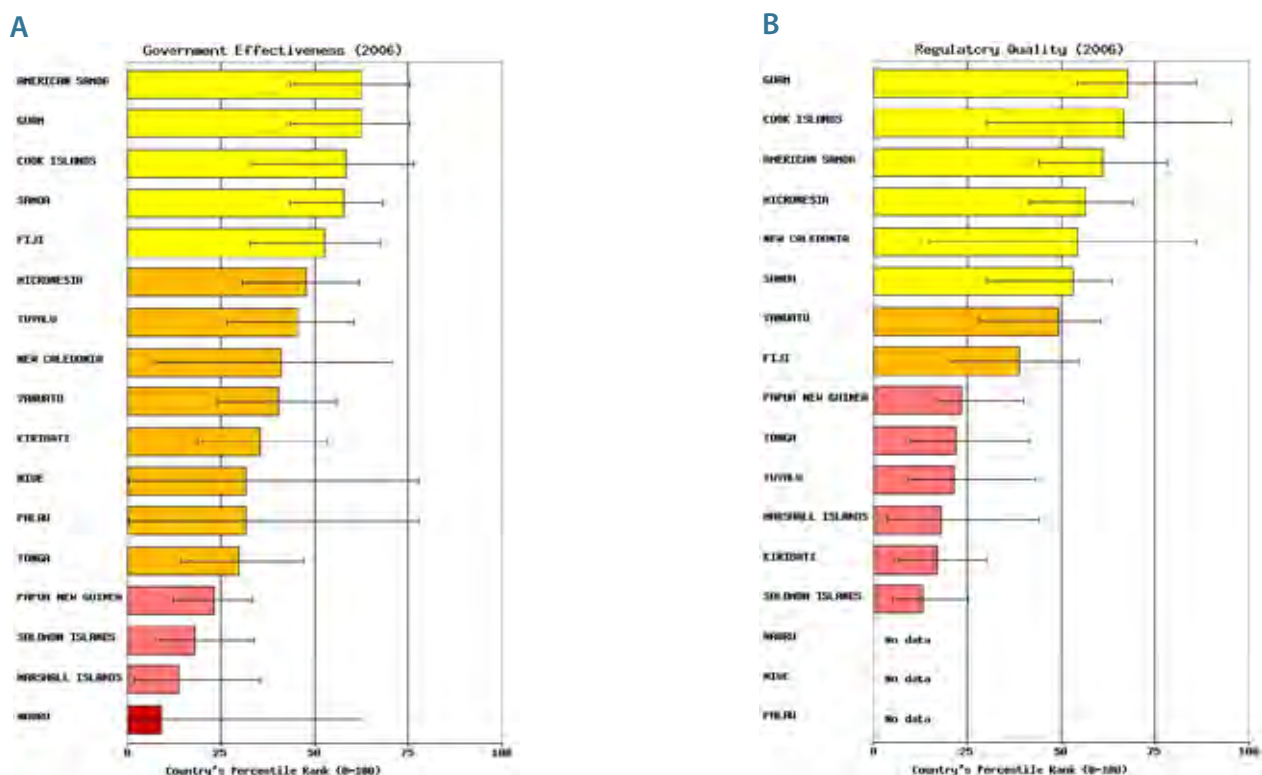 A
Government Effectiveness (2006)
AMERICAN SAMOA
GUAM
COOK ISLANDS
SAMOA
FIJI
MICRONESIA
TUVALU
NEW CALEDONIA
VANUATU
KIRIBATI
NIUE
PALAU
TONGA
PAPUA NEW GUINEA
SOLOMON ISLANDS
MARSHALL ISLANDS
NAURU
0 25 50 75 100
Country's Percentile Rank (0-100)
B
Regulatory Quality (2006)
GUAM
COOK ISLANDS
AMERICAN SAMOA
MICRONESIA
NEW CALEDONIA
SAMOA
VANUATU
FIJI
PAPUA NEW GUINEA
TONGA
TUVALU
MARSHALL ISLANDS
KIRIBATI
SOLOMON ISLANDS
NAURU No data
NIUE No data
PALAU No data
0 25 50 75 100
Country's Percentile Rank (0-100)